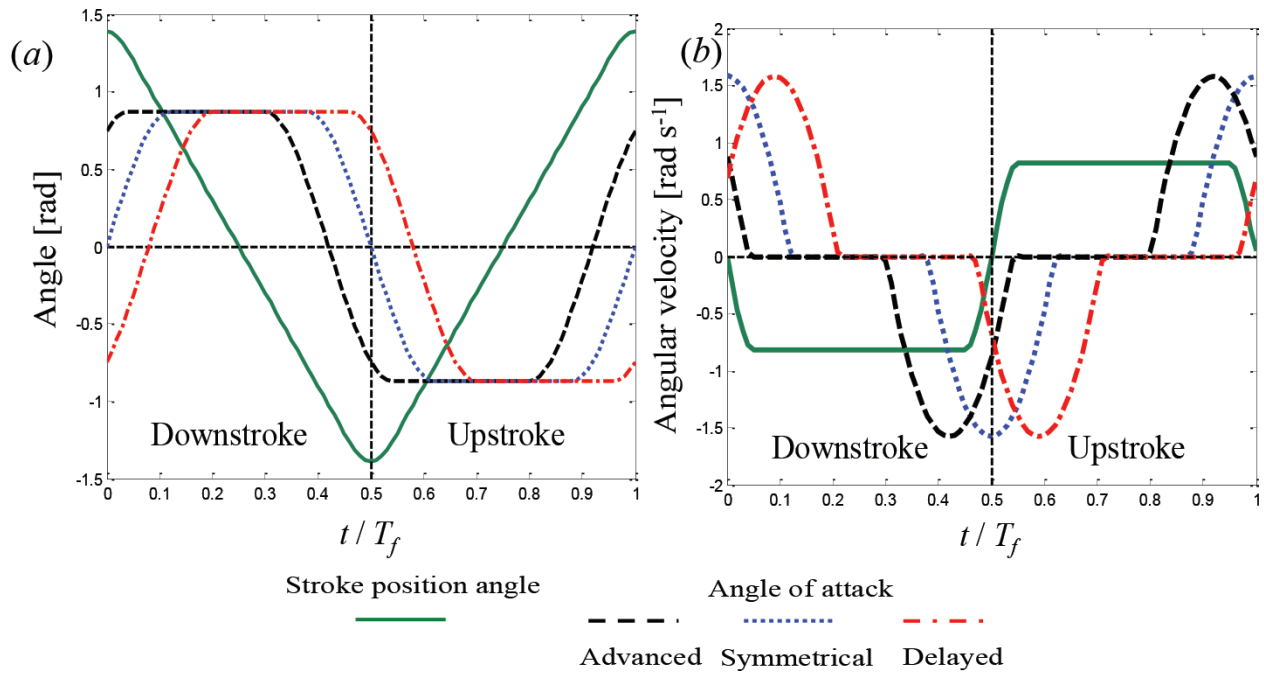 (a)
Angle [rad]
1.5
1
0.5
0
-0.5
-1
-1.5
Downstroke
Upstroke
0 0.1 0.2 0.3 0.4 0.5 0.6 0.7 0.8 0.9 1
t / Tf
(b)
Angular velocity [rad s-1]
2
1.5
1
0.5
0
-0.5
-1
-1.5
-2
Downstroke
Upstroke
0 0.1 0.2 0.3 0.4 0.5 0.6 0.7 0.8 0.9 1
t / Tf
Stroke position angle
Angle of attack
Advanced Symmetrical Delayed